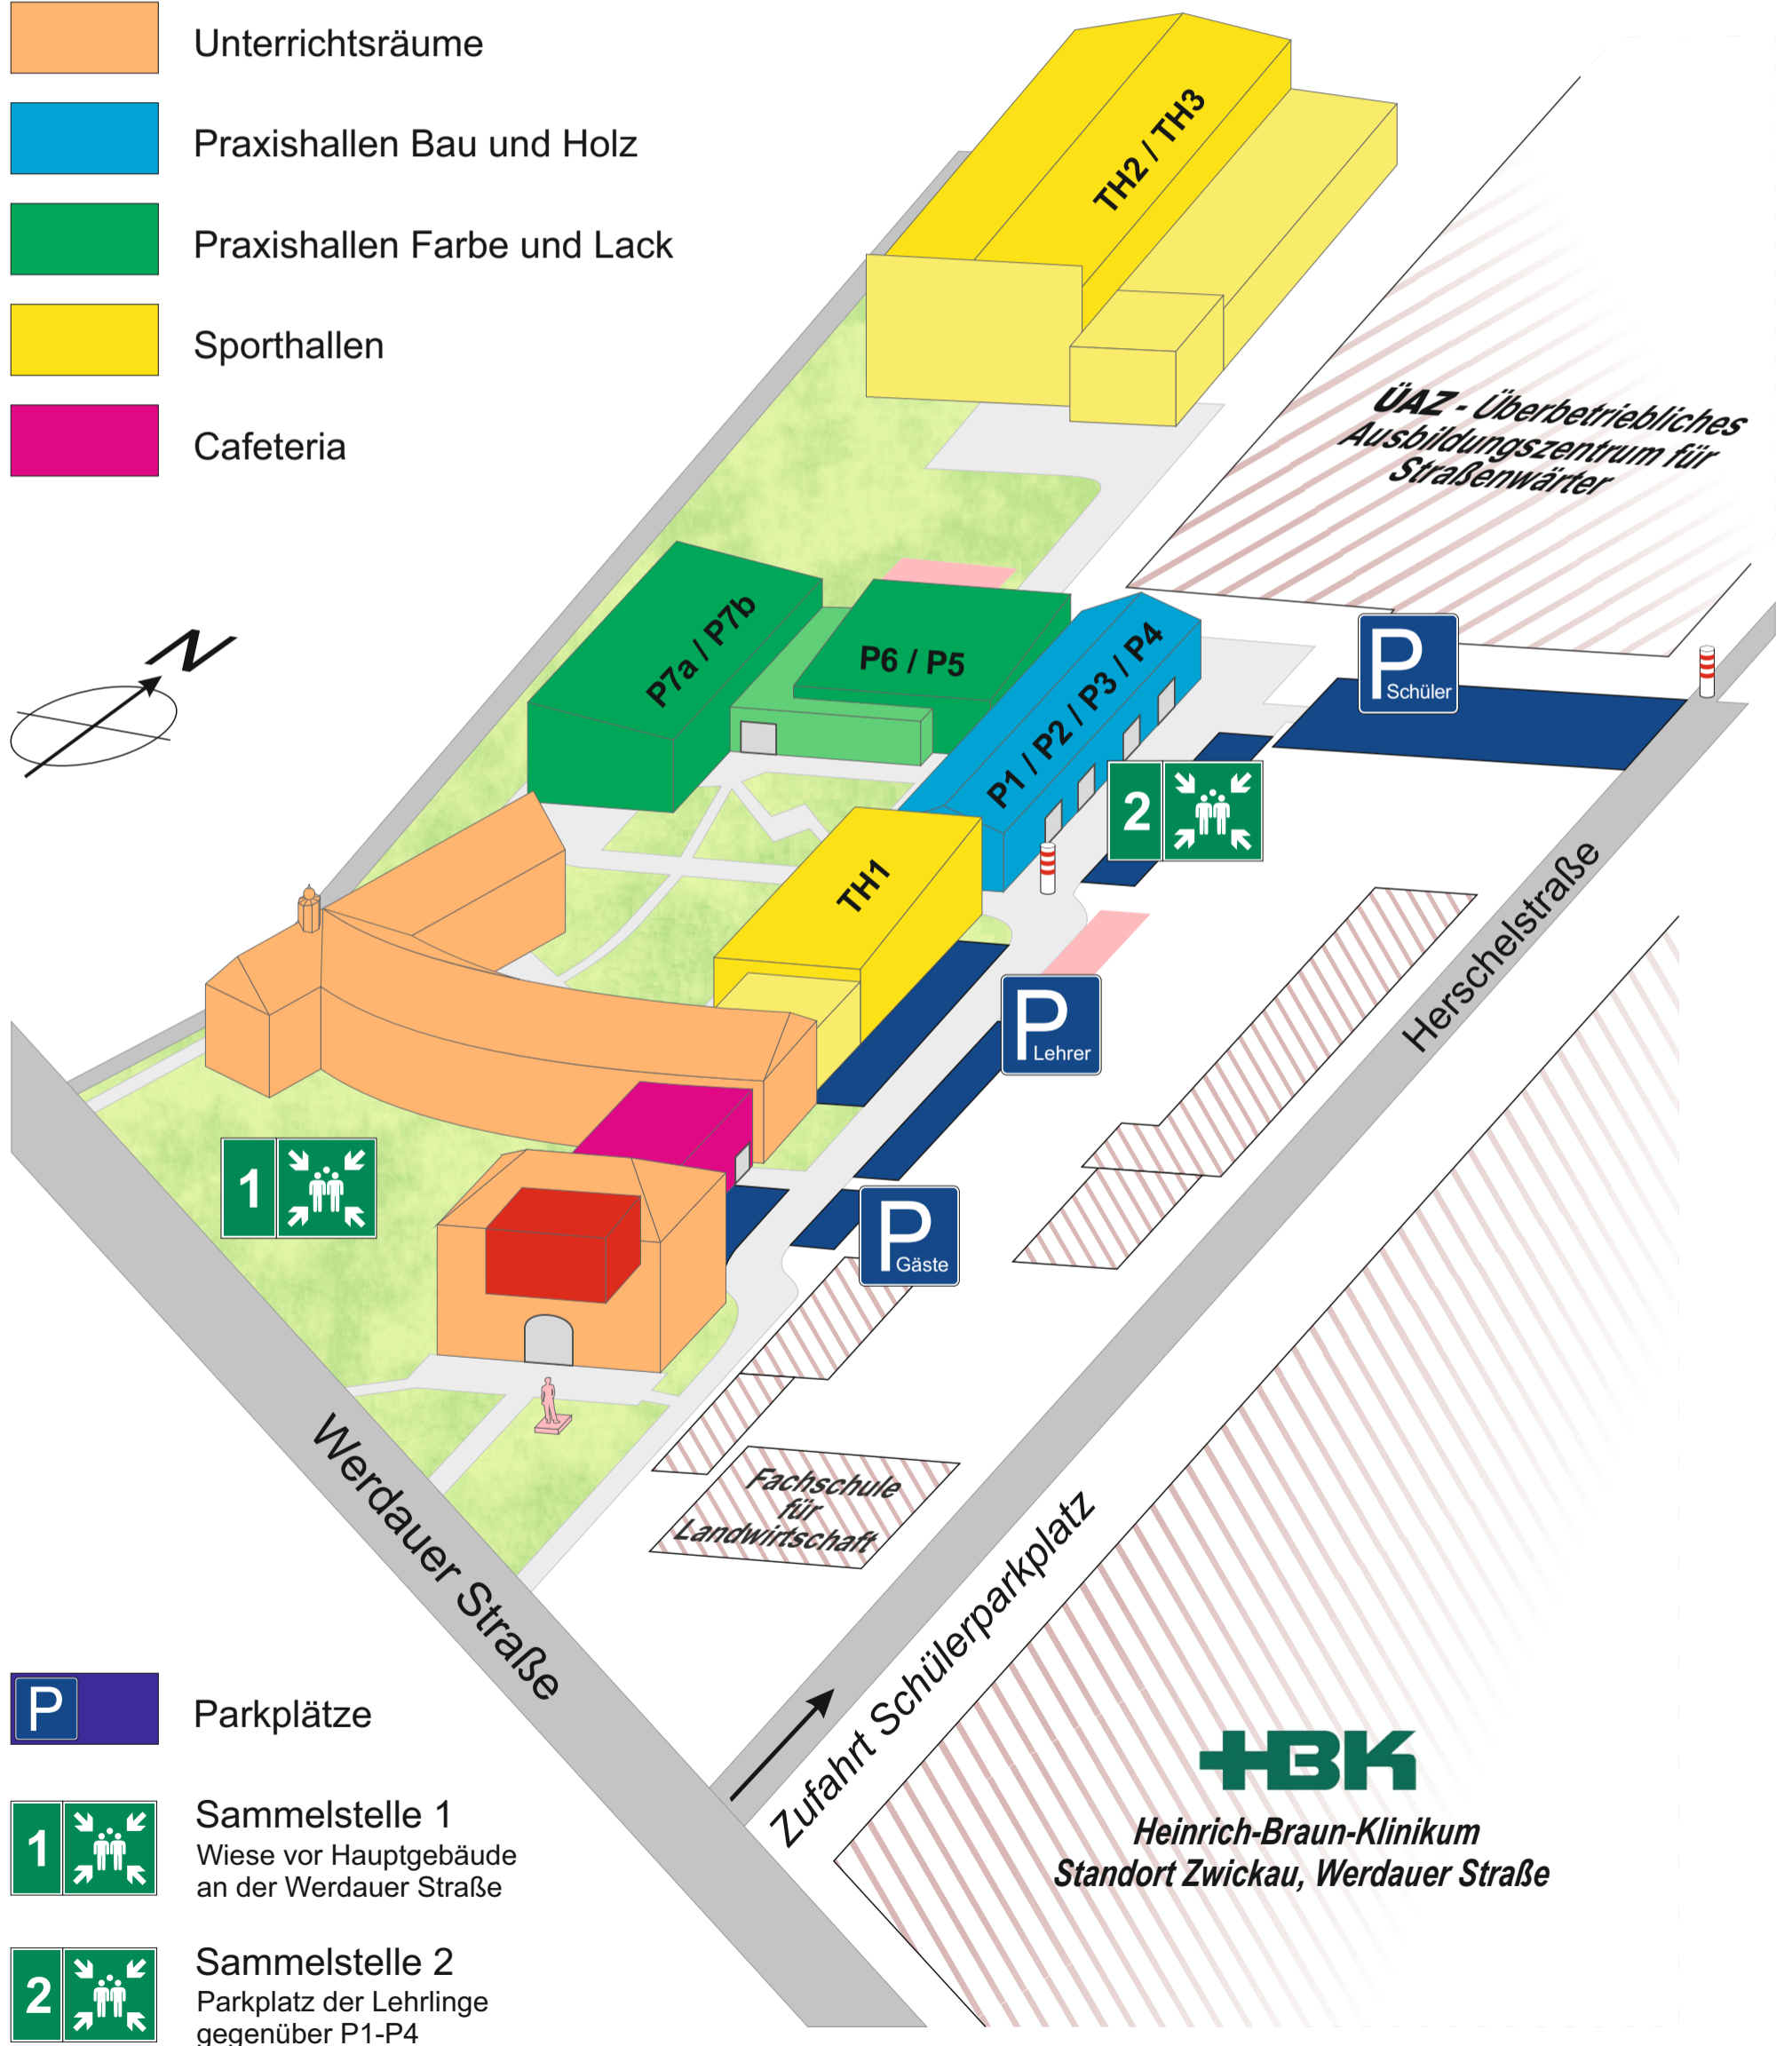 Unterrichtsräume
Praxishallen Bau und Holz
Praxishallen Farbe und Lack
Sporthallen
Cafeteria
TH2 / TH3
ÜAZ - Überbetriebliches
Ausbildungszentrum für
Straßenwärter
N
P7a / P7b
P6 / P5
P1 / P2 / P3 / P4
P
Schüler
2
TH1
Herschelstraße
P
Lehrer
1
P
Gäste
Werdauer Straße
Fachschule
für
Landwirtschaft
Zufahrt Schülerparkplatz
HBK
Heinrich-Braun-Klinikum
Standort Zwickau, Werdauer Straße
P
Parkplätze
1
Sammelstelle 1
Wiese vor Hauptgebäude
an der Werdauer Straße
2
Sammelstelle 2
Parkplatz der Lehrlinge
gegenüber P1-P4